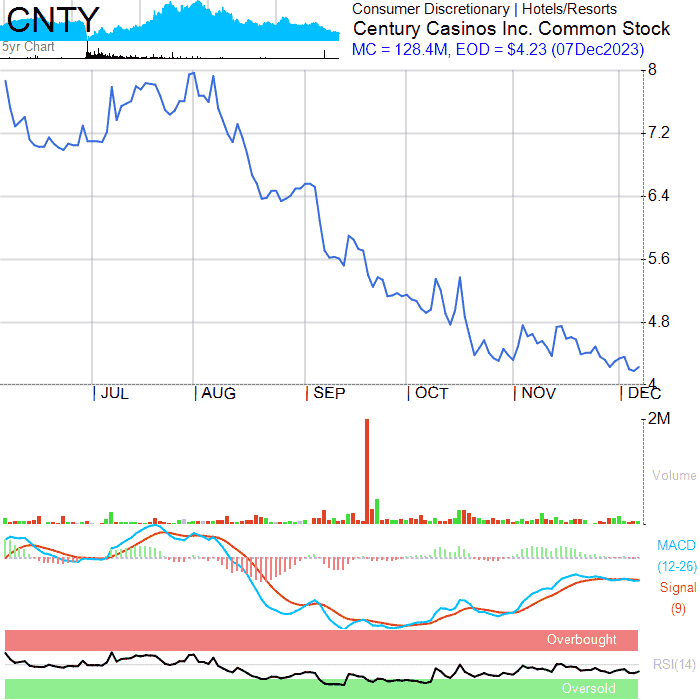 CNTY
5yr Chart
Consumer Discretionary | Hotels/Resorts
Century Casinos Inc. Common Stock
MC = 128.4M, EOD = $4.23 (07Dec2023)
8
7.2
6.4
5.6
4.8
4
JUL AUG SEP OCT NOV DEC
2M
Volume
MACD
(12-26)
Signal
(9)
Overbought
RSI(14)
Oversold